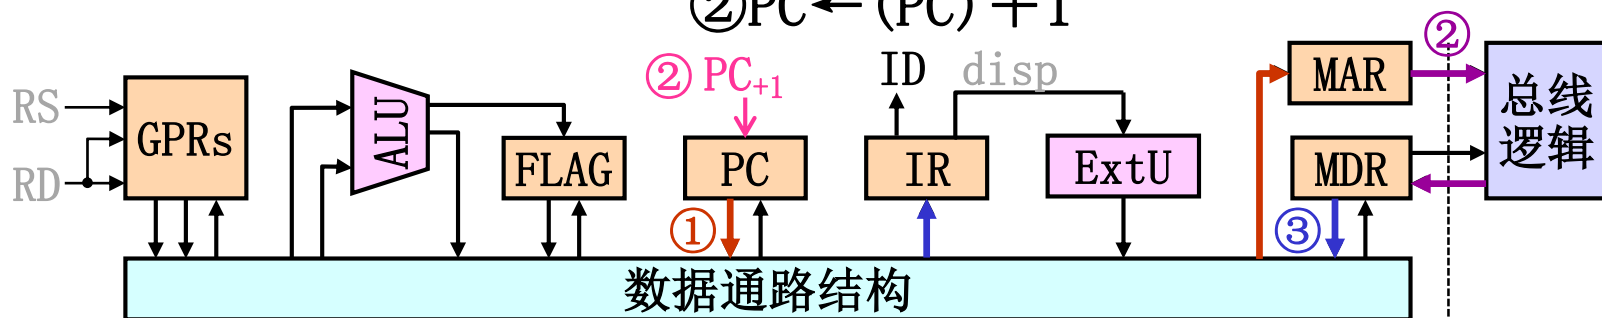 ②PC←(PC)＋1
RS
RD
GPRs
ALU
FLAG
② PC+1
PC
①
ID
disp
IR
ExtU
MAR
MDR
②
③
总线
逻辑
数据通路结构